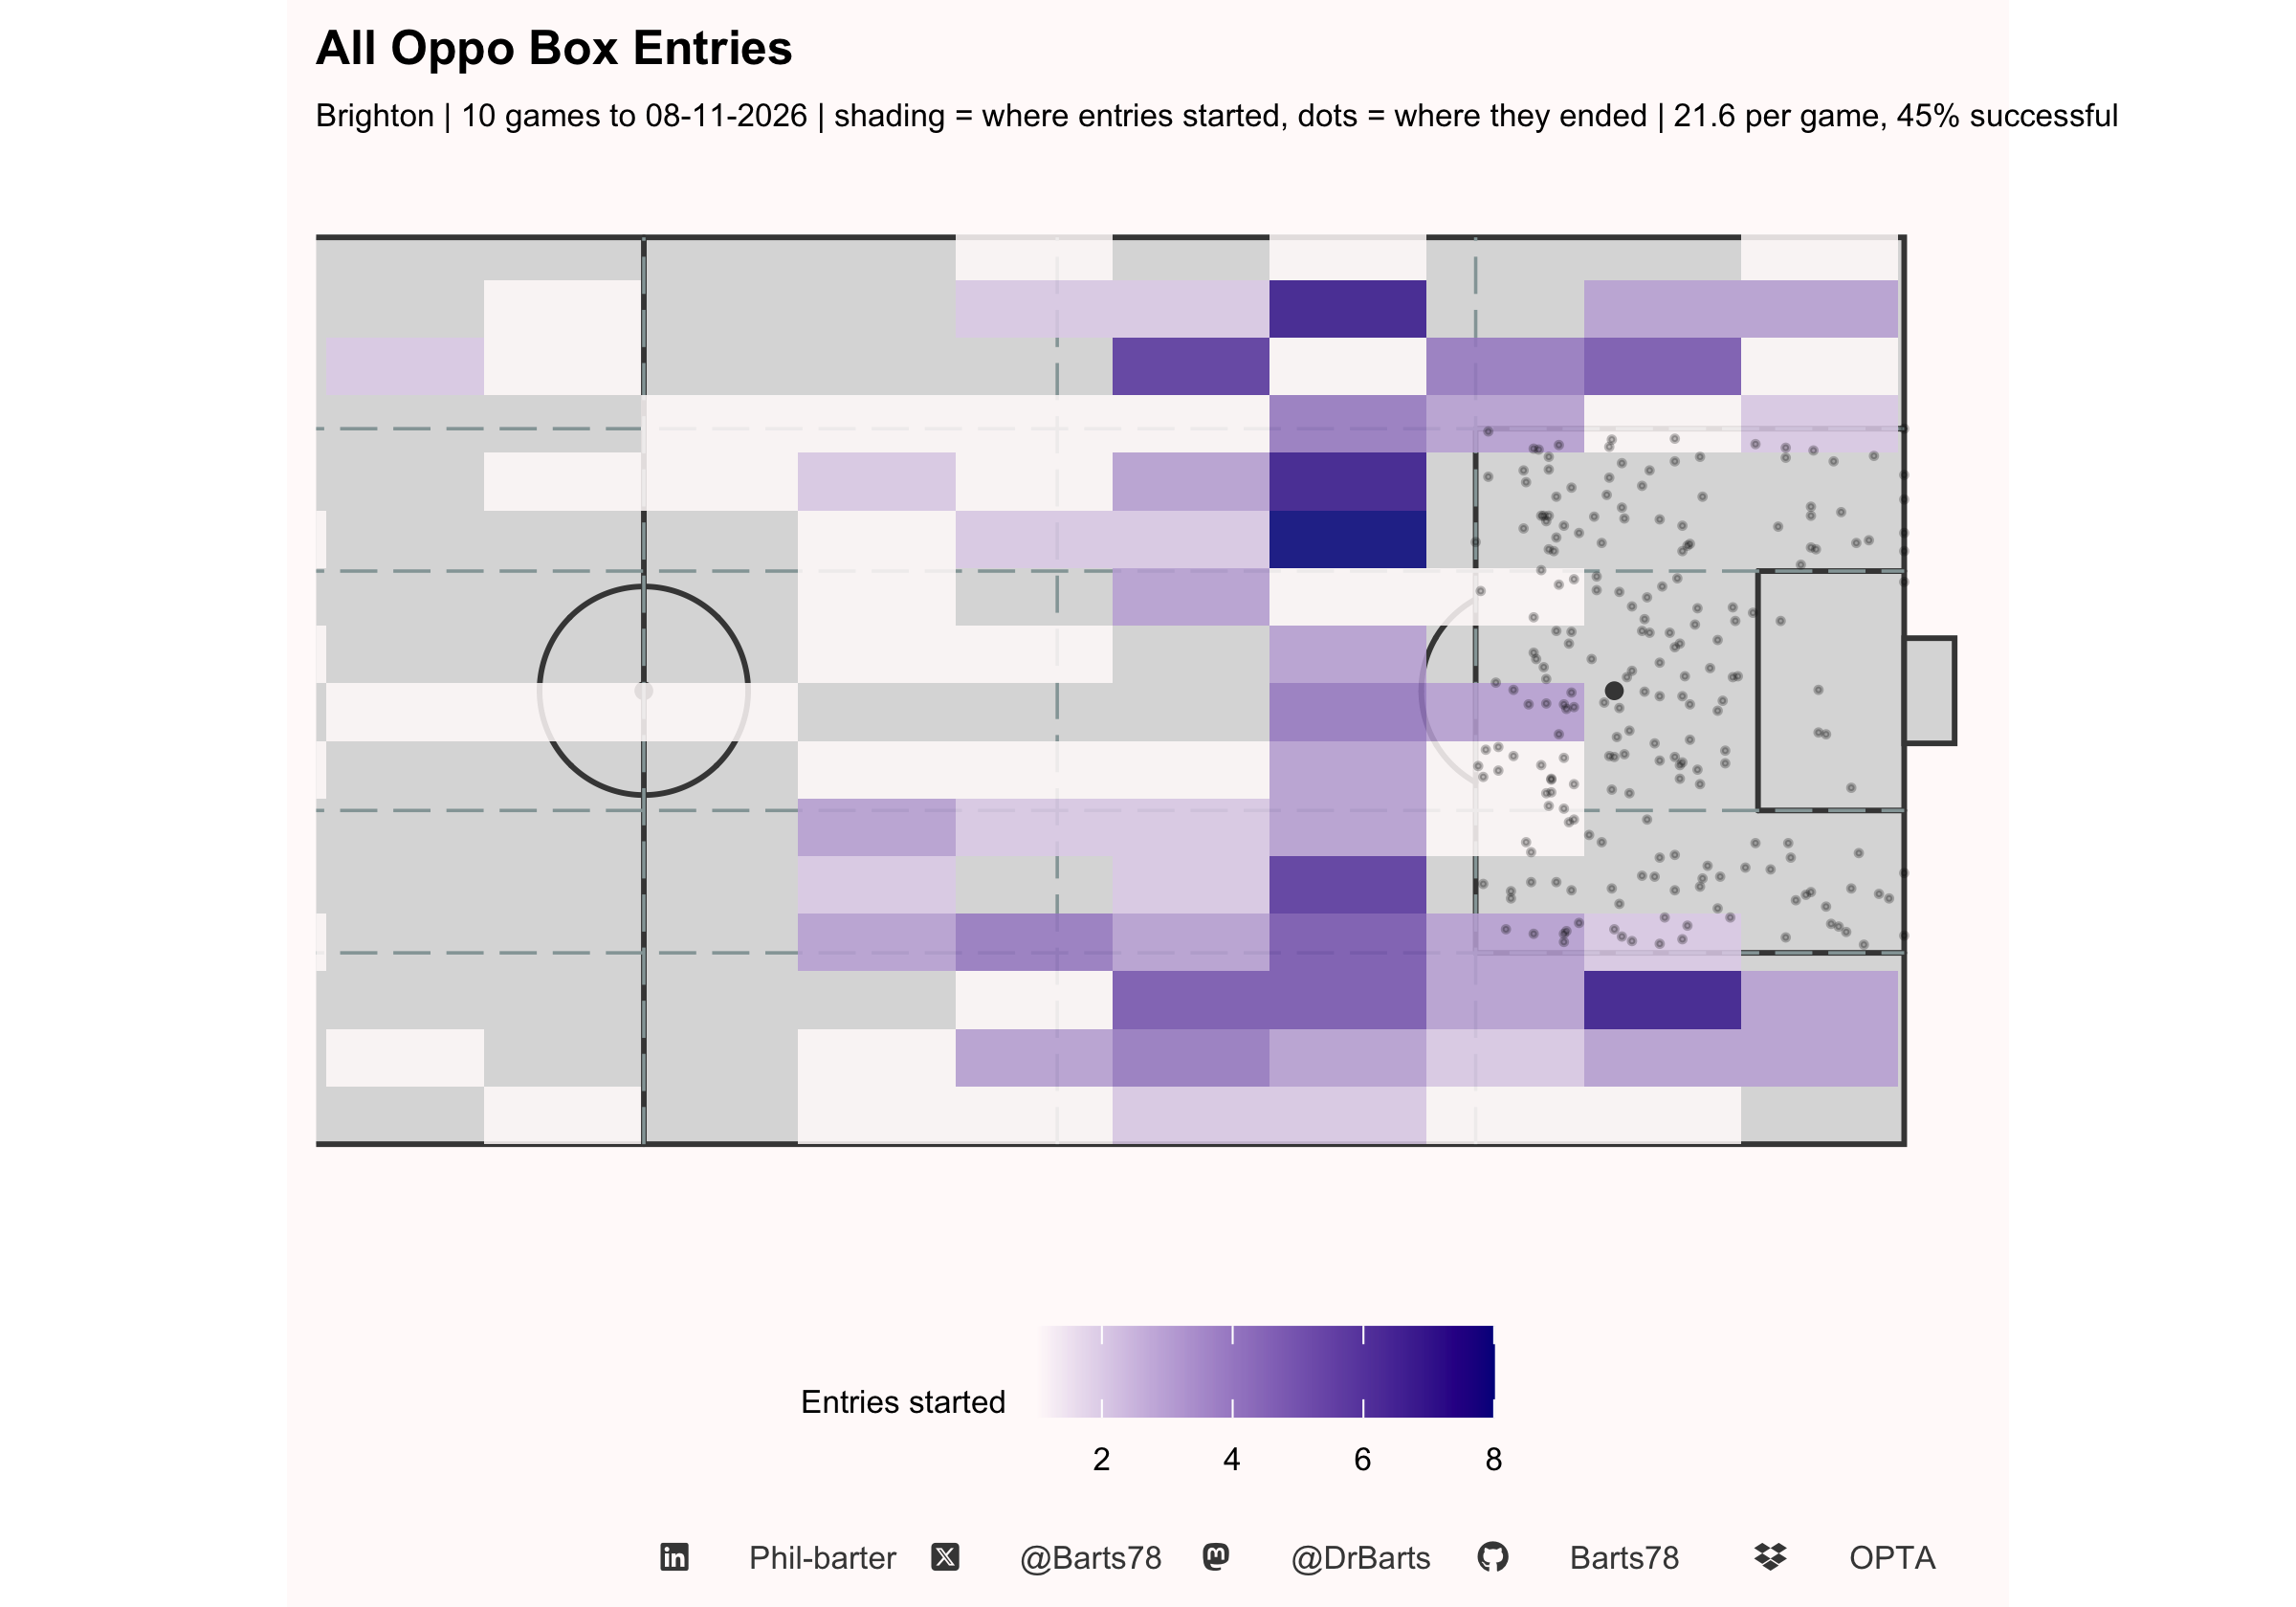 All Oppo Box Entries
Brighton | 10 games to 08-11-2026 | shading = where entries started, dots = where they ended | 21.6 per game, 45% successful
Entries started
2 4 6 8
Phil-barter @Barts78 @DrBarts Barts78 OPTA